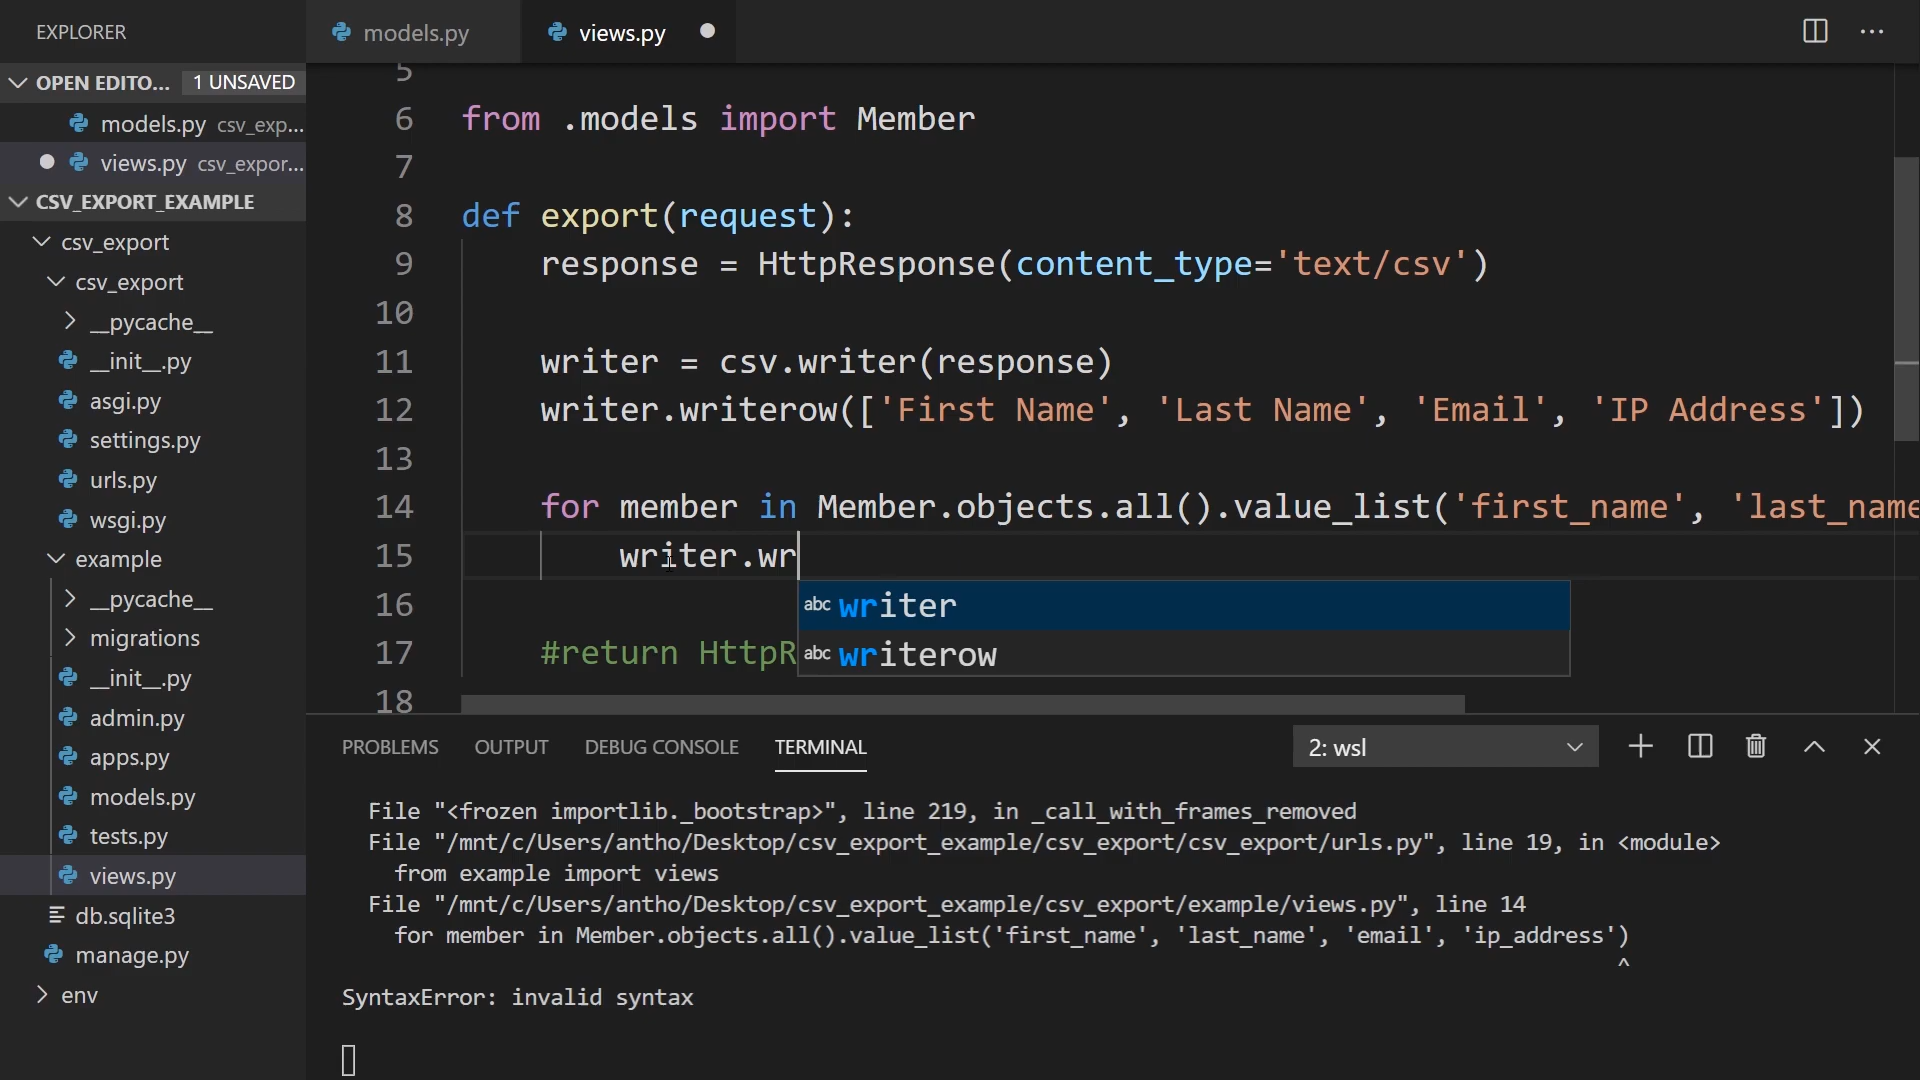 EXPLORER
OPEN EDITO... 1 UNSAVED
models.py csv_exp...
views.py csv_expor...
CSV_EXPORT_EXAMPLE
csv_export
csv_export
__pycache__
__init__.py
asgi.py
settings.py
urls.py
wsgi.py
example
__pycache__
migrations
__init__.py
admin.py
apps.py
models.py
tests.py
views.py
db.sqlite3
manage.py
env
models.py views.py
5
6 from .models import Member
7
8 def export(request):
9 response = HttpResponse(content_type='text/csv')
10
11 writer = csv.writer(response)
12 writer.writerow(['First Name', 'Last Name', 'Email', 'IP Address'])
13
14 for member in Member.objects.all().value_list('first_name', 'last_name
15 writer.wr
abc writer
16
17 #return HttpR
abc writerow
18
PROBLEMS OUTPUT DEBUG CONSOLE TERMINAL 2: wsl
File "<frozen importlib._bootstrap>", line 219, in _call_with_frames_removed
File "/mnt/c/Users/antho/Desktop/csv_export_example/csv_export/csv_export/urls.py", line 19, in <module>
from example import views
File "/mnt/c/Users/antho/Desktop/csv_export_example/csv_export/example/views.py", line 14
for member in Member.objects.all().value_list('first_name', 'last_name', 'email', 'ip_address')
^
SyntaxError: invalid syntax